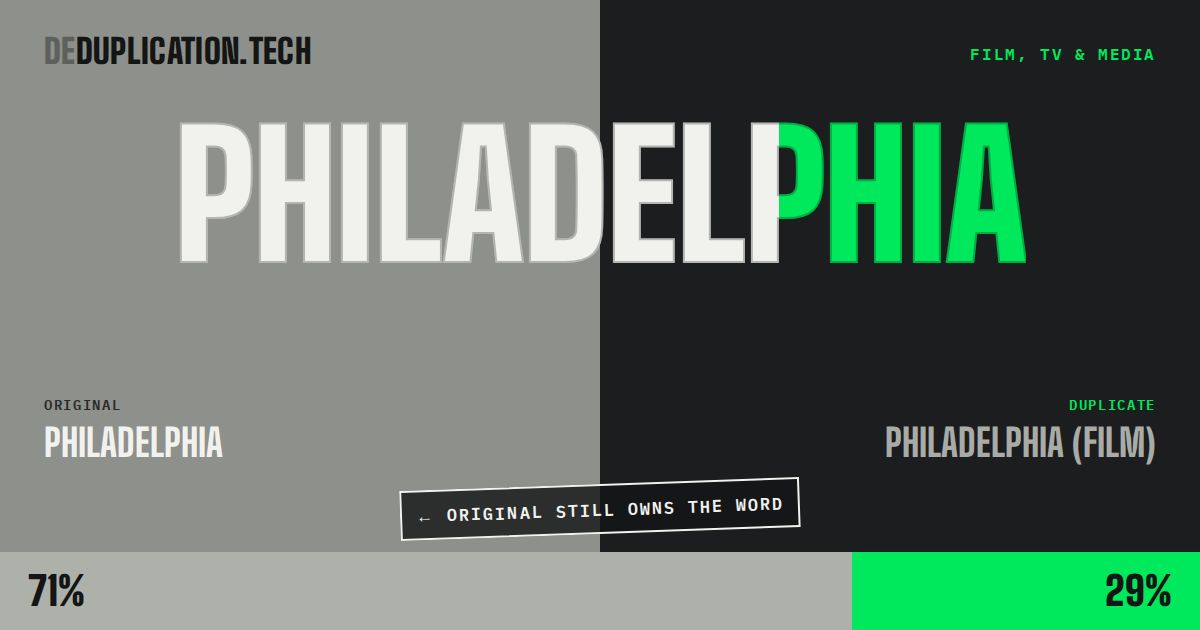 DEDUPLICATION.TECH
FILM, TV & MEDIA
PHILADELPHIA
ORIGINAL
PHILADELPHIA
DUPLICATE
PHILADELPHIA (FILM)
← ORIGINAL STILL OWNS THE WORD
71%
29%